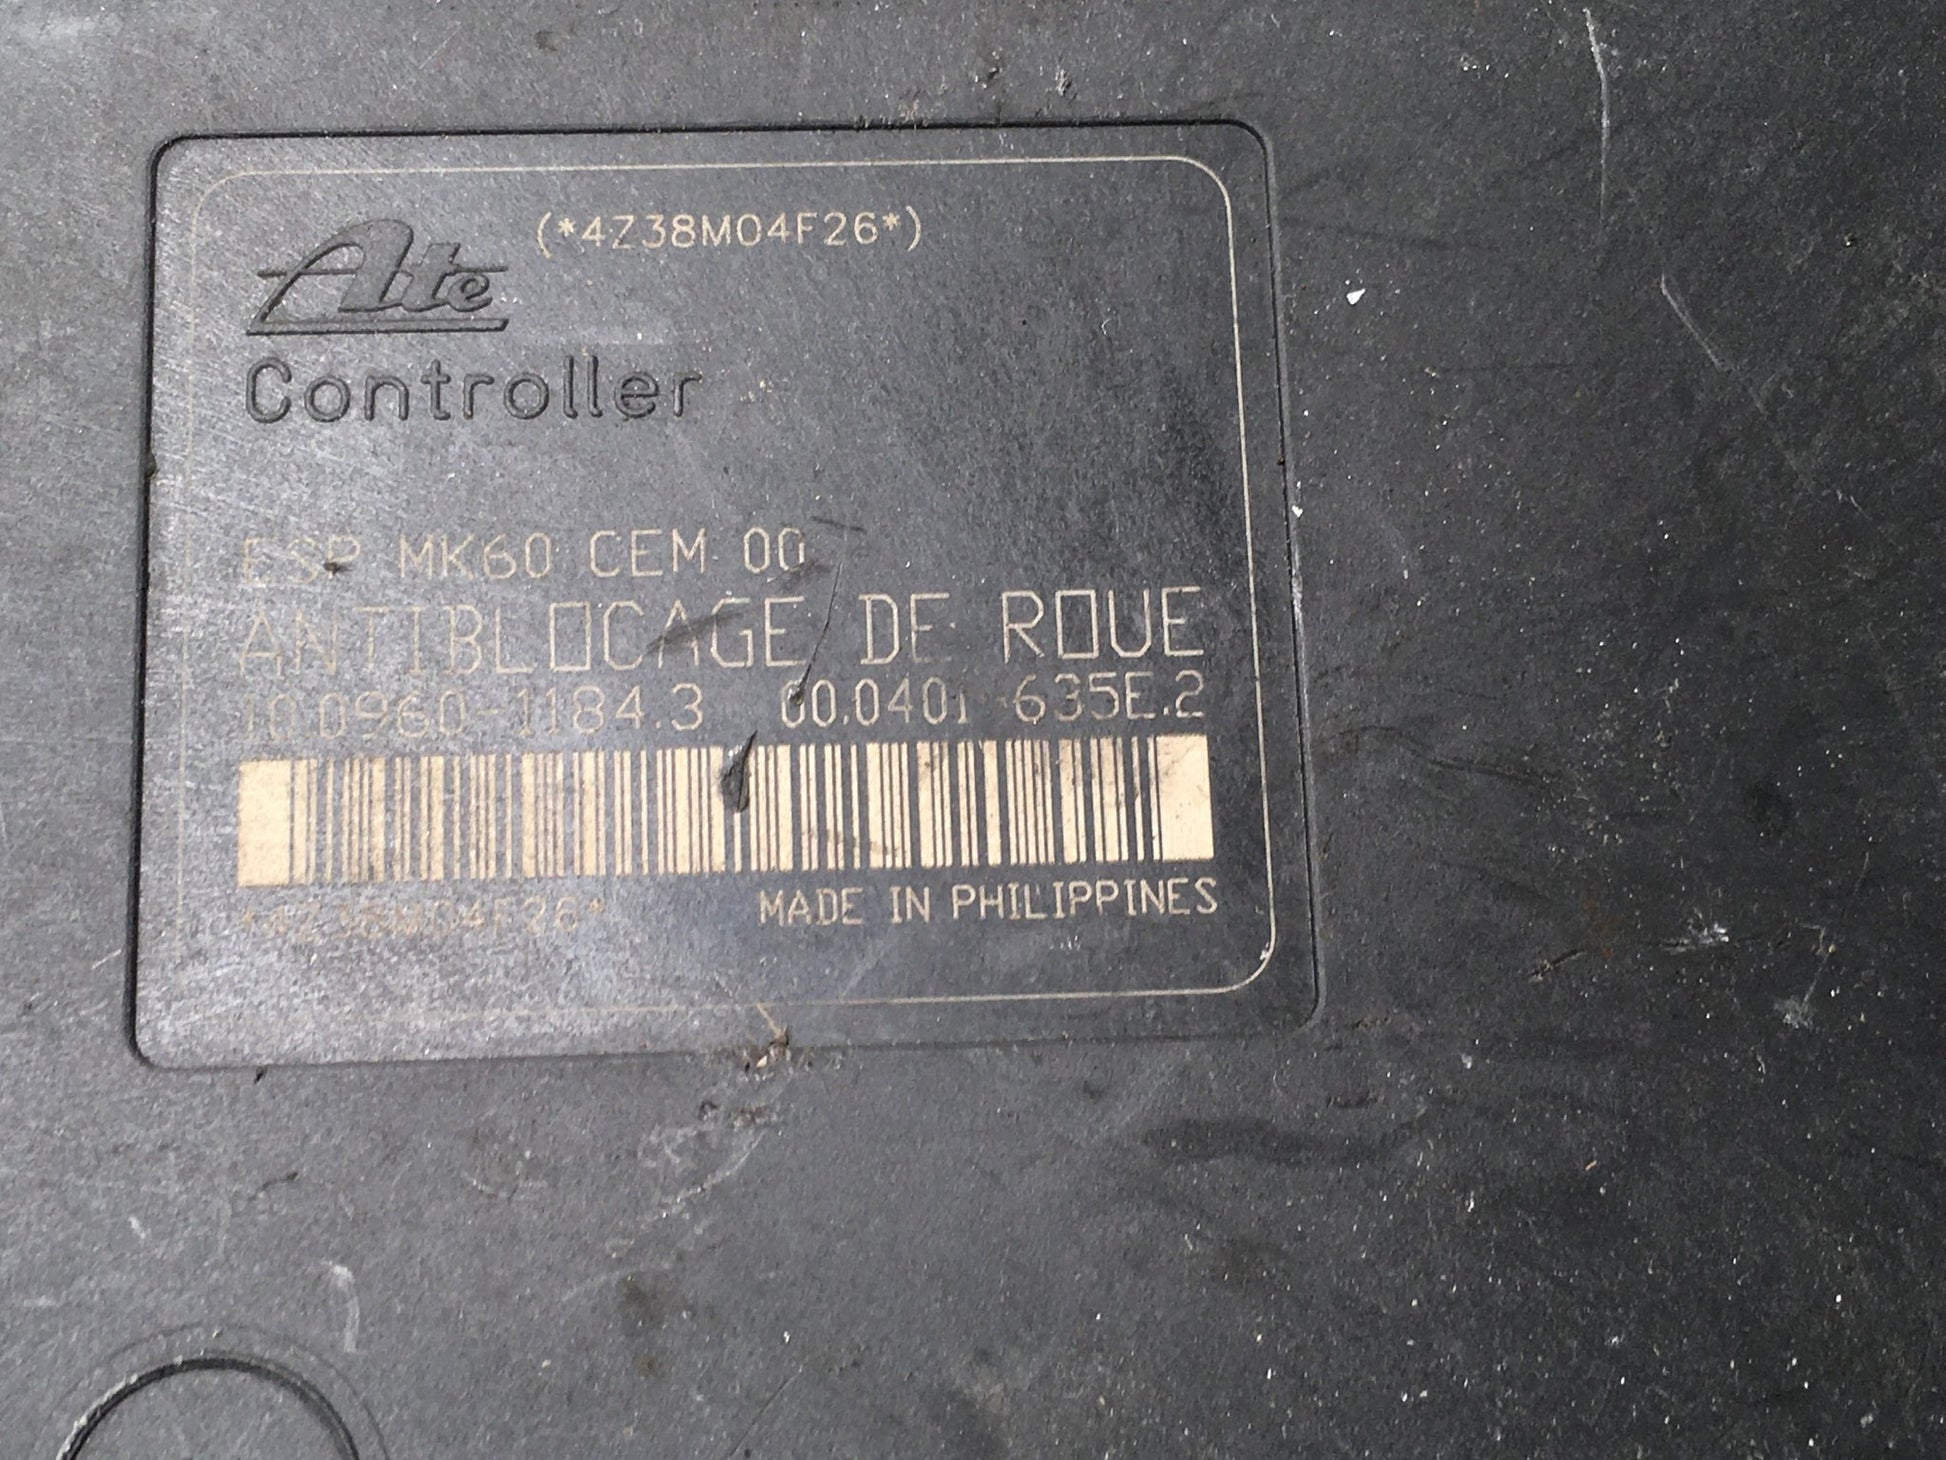 (*4Z38M04F26*)
Ate
Controller
ESP MK60 CEM 00
ANTIBLOCAGE DE ROUE
10.0960-1184.3 00.0401-635E.2
*4Z38M04F26*
MADE IN PHILIPPINES